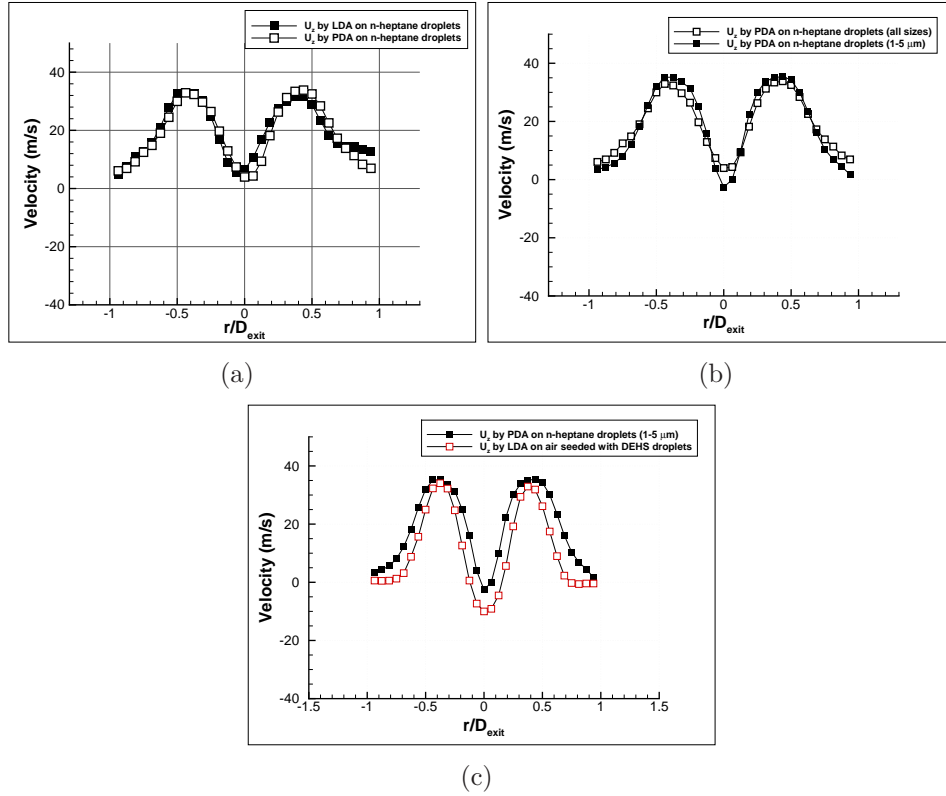 U_z by LDA on n-heptane droplets
U_z by PDA on n-heptane droplets
40
20
0
-20
-40
Velocity (m/s)
-1 -0.5 0 0.5 1
r/D_exit
(a)
U_z by PDA on n-heptane droplets (all sizes)
U_z by PDA on n-heptane droplets (1-5 μm)
40
20
0
-20
-40
Velocity (m/s)
-1 -0.5 0 0.5 1
r/D_exit
(b)
U_z by PDA on n-heptane droplets (1-5 μm)
U_z by LDA on air seeded with DEHS droplets
40
20
0
-20
-40
Velocity (m/s)
-1.5 -1 -0.5 0 0.5 1 1.5
r/D_exit
(c)